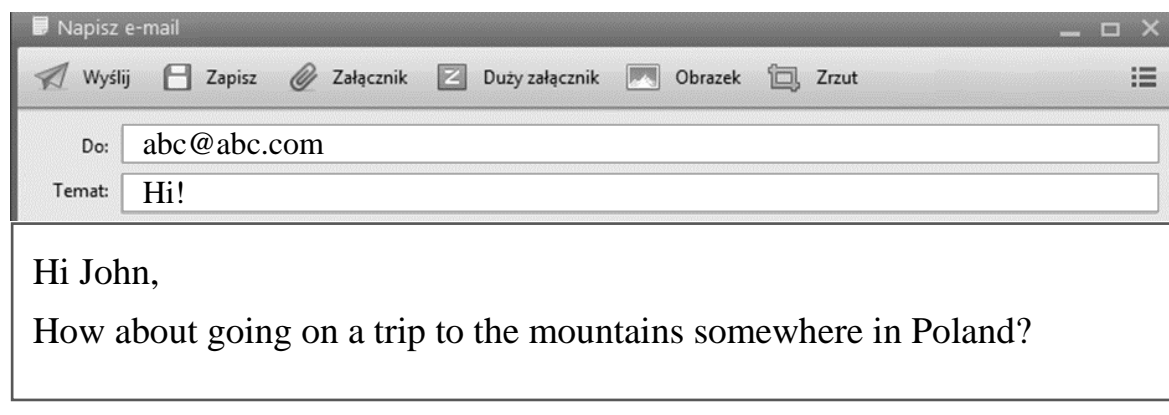 Napisz e-mail
Wyślij Zapisz Załącznik Duży załącznik Obrazek Zrzut
Do: abc@abc.com
Temat: Hi!
Hi John,
How about going on a trip to the mountains somewhere in Poland?